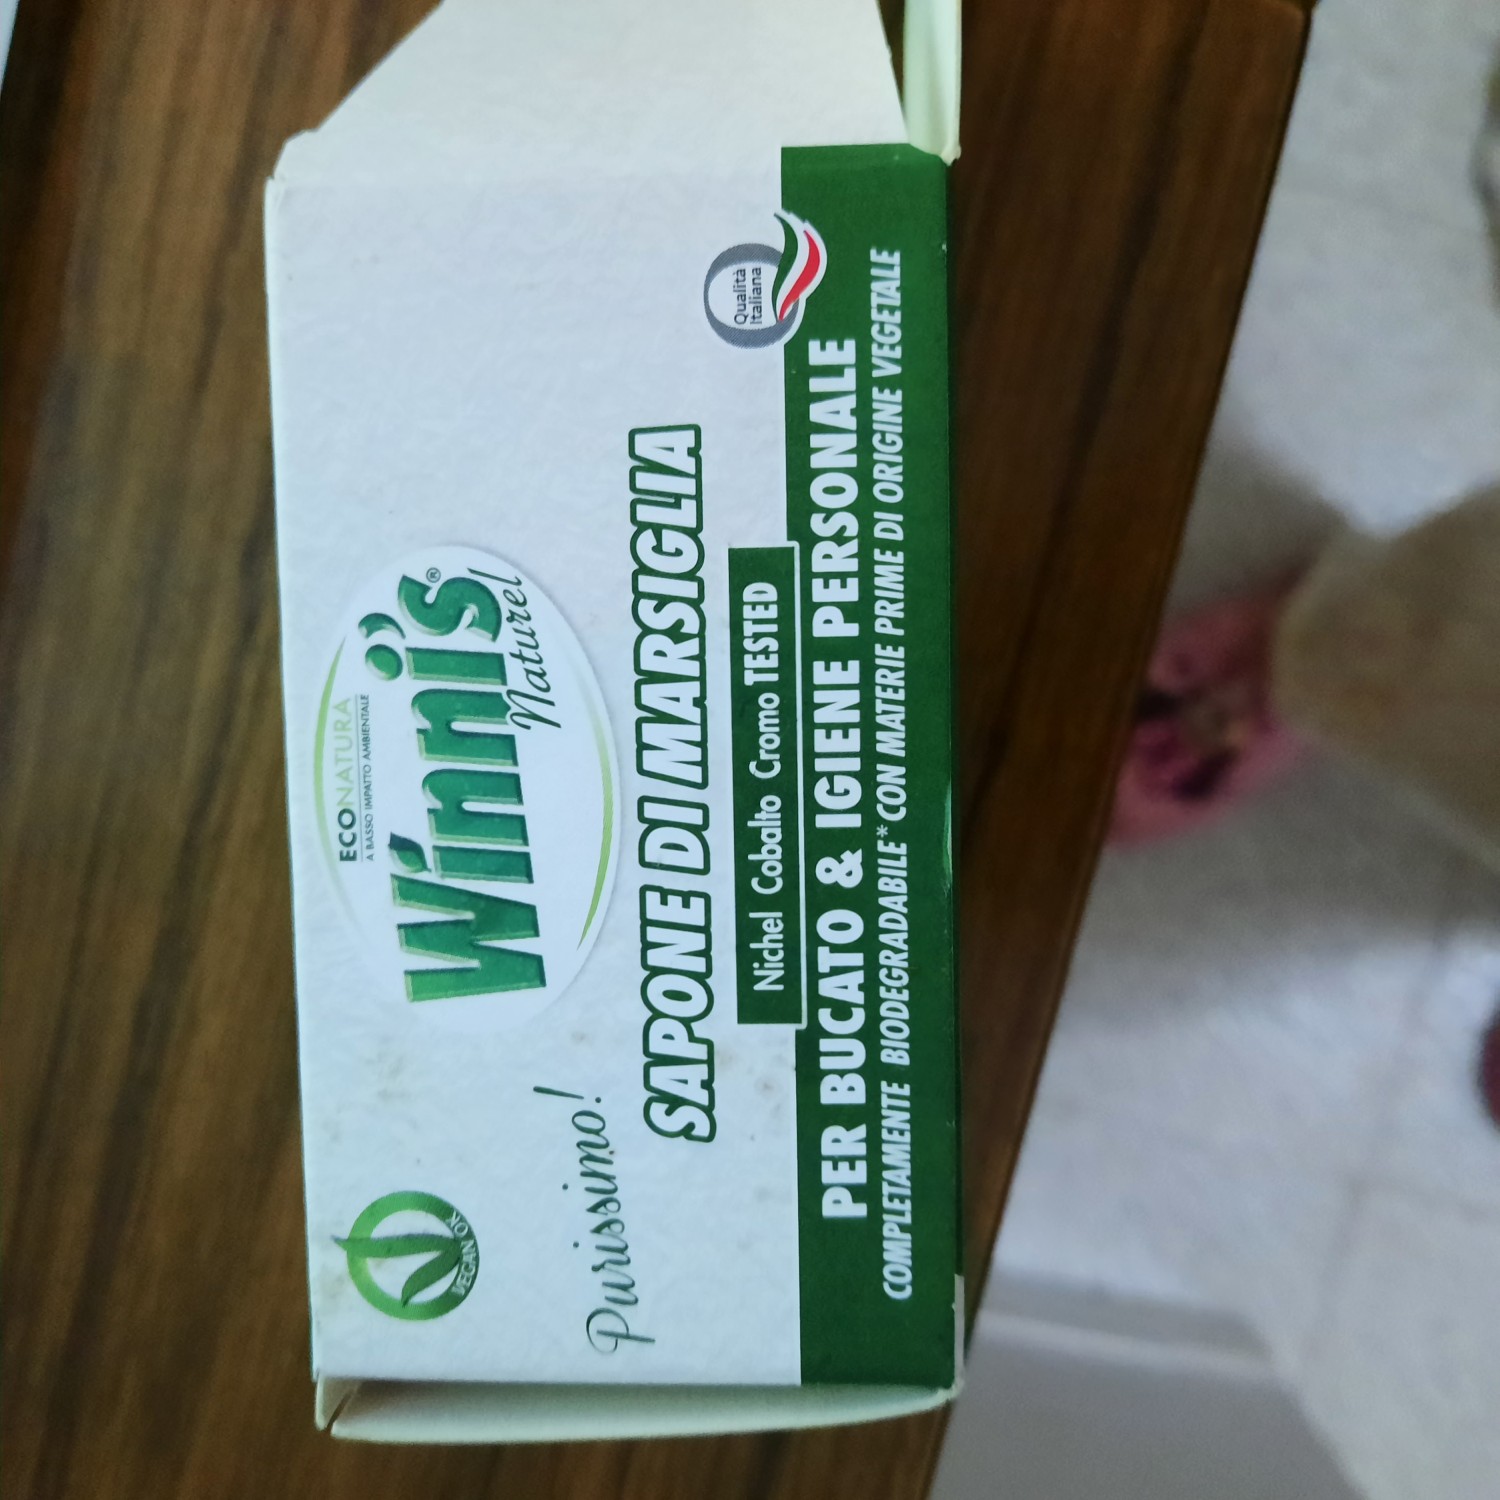 VEGAN OK
ECONATURA
A BASSO IMPATTO AMBIENTALE
Winni's®
Naturel
Purissimo!
SAPONE DI MARSIGLIA
Qualità
Italiana
Nichel Cobalto Cromo TESTED
PER BUCATO & IGIENE PERSONALE
COMPLETAMENTE BIODEGRADABILE* CON MATERIE PRIME DI ORIGINE VEGETALE